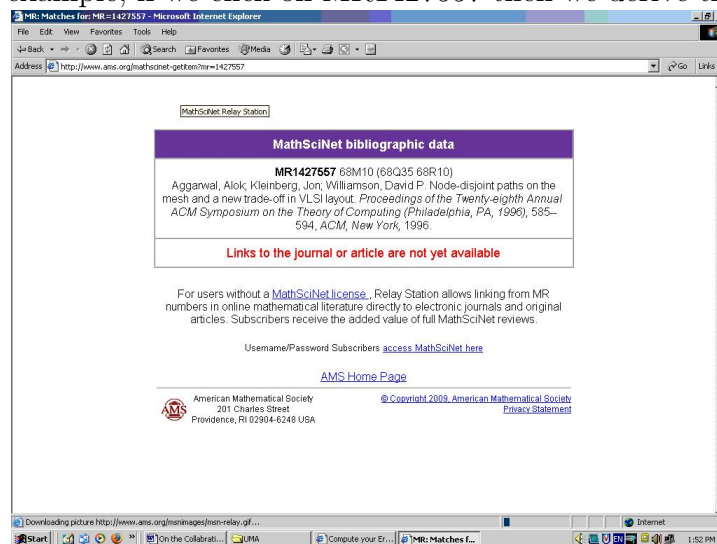 MR: Matches for: MR=1427557 - Microsoft Internet Explorer
File Edit View Favorites Tools Help
Back Search Favorites Media
Address http://www.ams.org/mathscinet-getitem?mr=1427557 Go Links
MathSciNet Relay Station
MathSciNet bibliographic data
MR1427557 68M10 (68Q35 68R10)
Aggarwal, Alok; Kleinberg, Jon; Williamson, David P. Node-disjoint paths on the
mesh and a new trade-off in VLSI layout. Proceedings of the Twenty-eighth Annual
ACM Symposium on the Theory of Computing (Philadelphia, PA, 1996), 585--
594, ACM, New York, 1996.
Links to the journal or article are not yet available
For users without a MathSciNet license , Relay Station allows linking from MR
numbers in online mathematical literature directly to electronic journals and original
articles. Subscribers receive the added value of full MathSciNet reviews.
Username/Password Subscribers access MathSciNet here
AMS Home Page
AMS
American Mathematical Society
201 Charles Street
Providence, RI 02904-6248 USA
© Copyright 2009, American Mathematical Society
Privacy Statement
Downloading picture http://www.ams.org/msnimages/msn-relay.gif... Internet
Start On the Collabrati... UMA Compute your Er... MR: Matches f... EN 1:52 PM